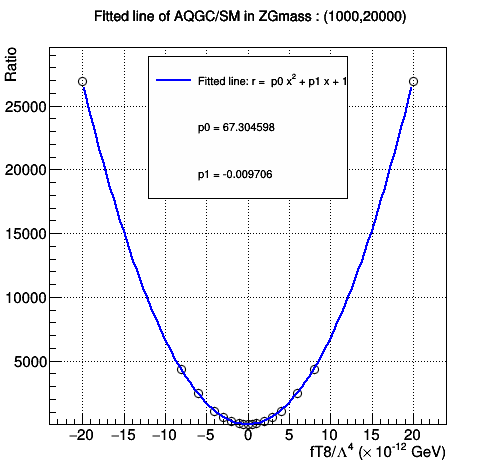 Fitted line of AQGC/SM in ZGmass : (1000,20000)
Ratio
Fitted line: r = p0 x² + p1 x + 1
p0 = 67.304598
p1 = -0.009706
25000
20000
15000
10000
5000
−20 −15 −10 −5 0 5 10 15 20
fT8/Λ⁴ (× 10⁻¹² GeV)